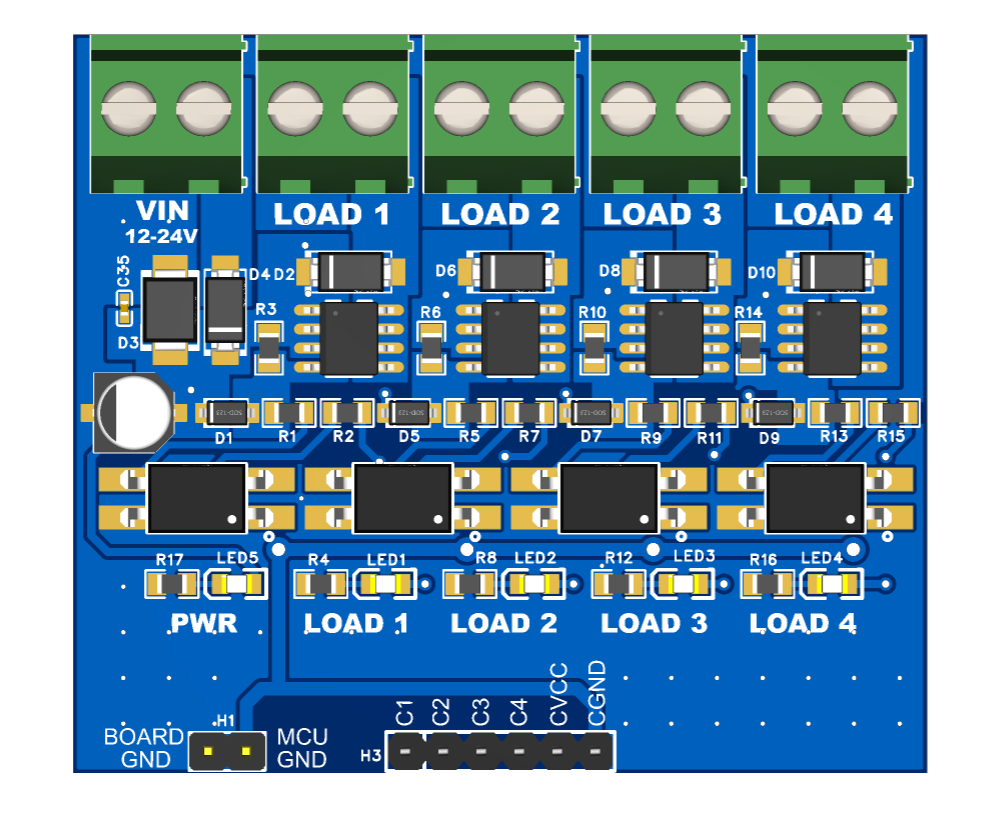 VIN LOAD 1 LOAD 2 LOAD 3 LOAD 4
12-24V
C35 D4 D2 D6 D8 D10
R3 R6 R10 R14
D3
D1 R1 R2 D5 R5 R7 D7 R9 R11 D9 R13 R15
R17 LED5 R4 LED1 R8 LED2 R12 LED3 R16 LED4
PWR LOAD 1 LOAD 2 LOAD 3 LOAD 4
C1 C2 C3 C4 CVCC CGND
H1
BOARD MCU
GND GND
H3